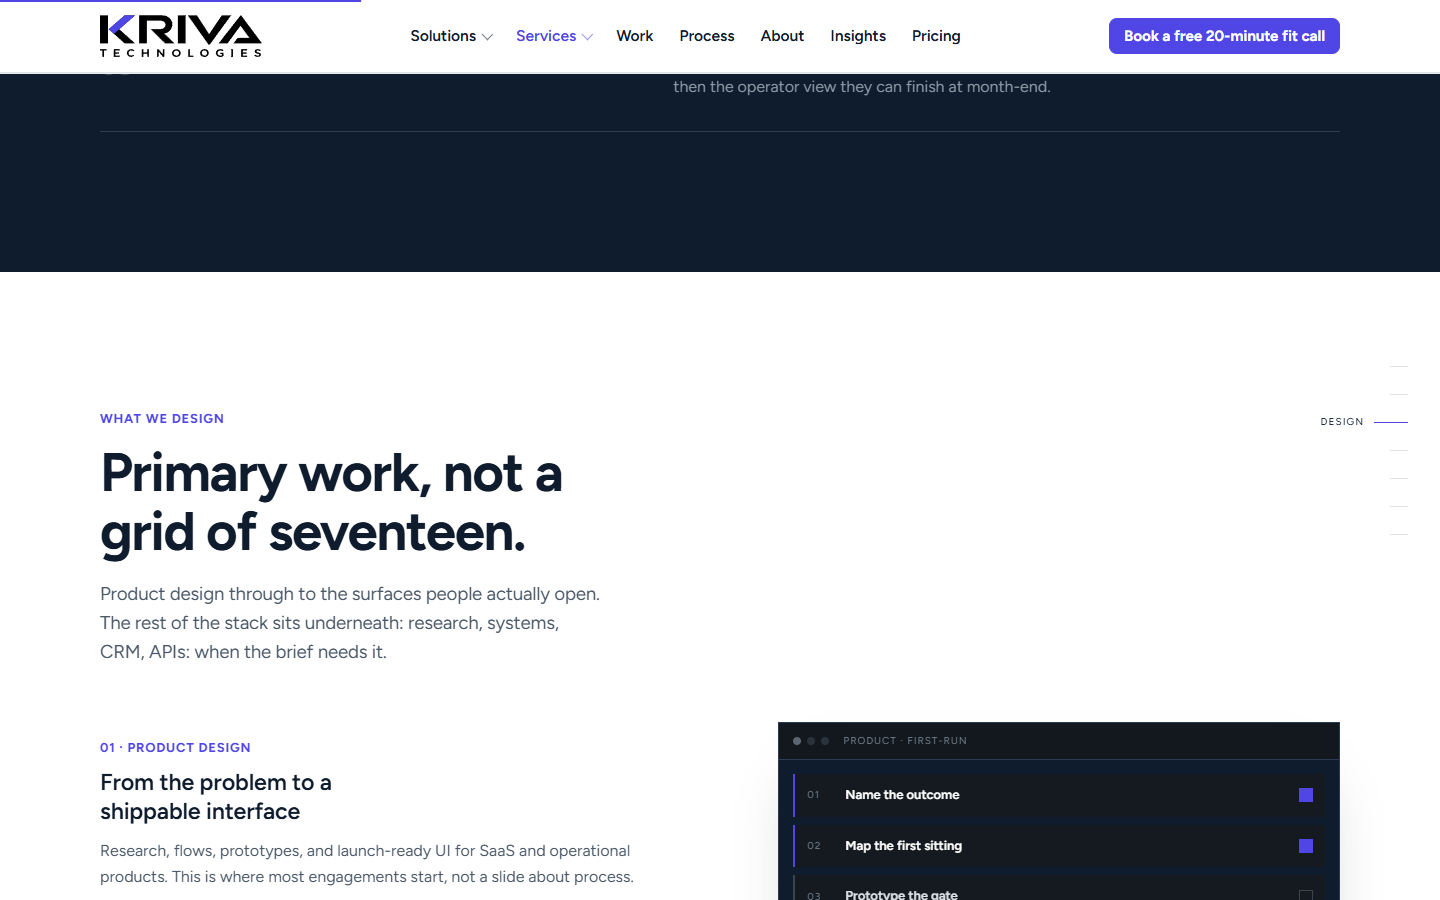 KRIVA
TECHNOLOGIES
Solutions
Services
Work
Process
About
Insights
Pricing
Book a free 20-minute fit call
then the operator view they can finish at month-end.
WHAT WE DESIGN
DESIGN
Primary work, not a
grid of seventeen.
Product design through to the surfaces people actually open.
The rest of the stack sits underneath: research, systems,
CRM, APIs: when the brief needs it.
01 · PRODUCT DESIGN
From the problem to a
shippable interface
Research, flows, prototypes, and launch-ready UI for SaaS and operational
products. This is where most engagements start, not a slide about process.
PRODUCT · FIRST-RUN
01 Name the outcome
02 Map the first sitting
03 Prototype the gate